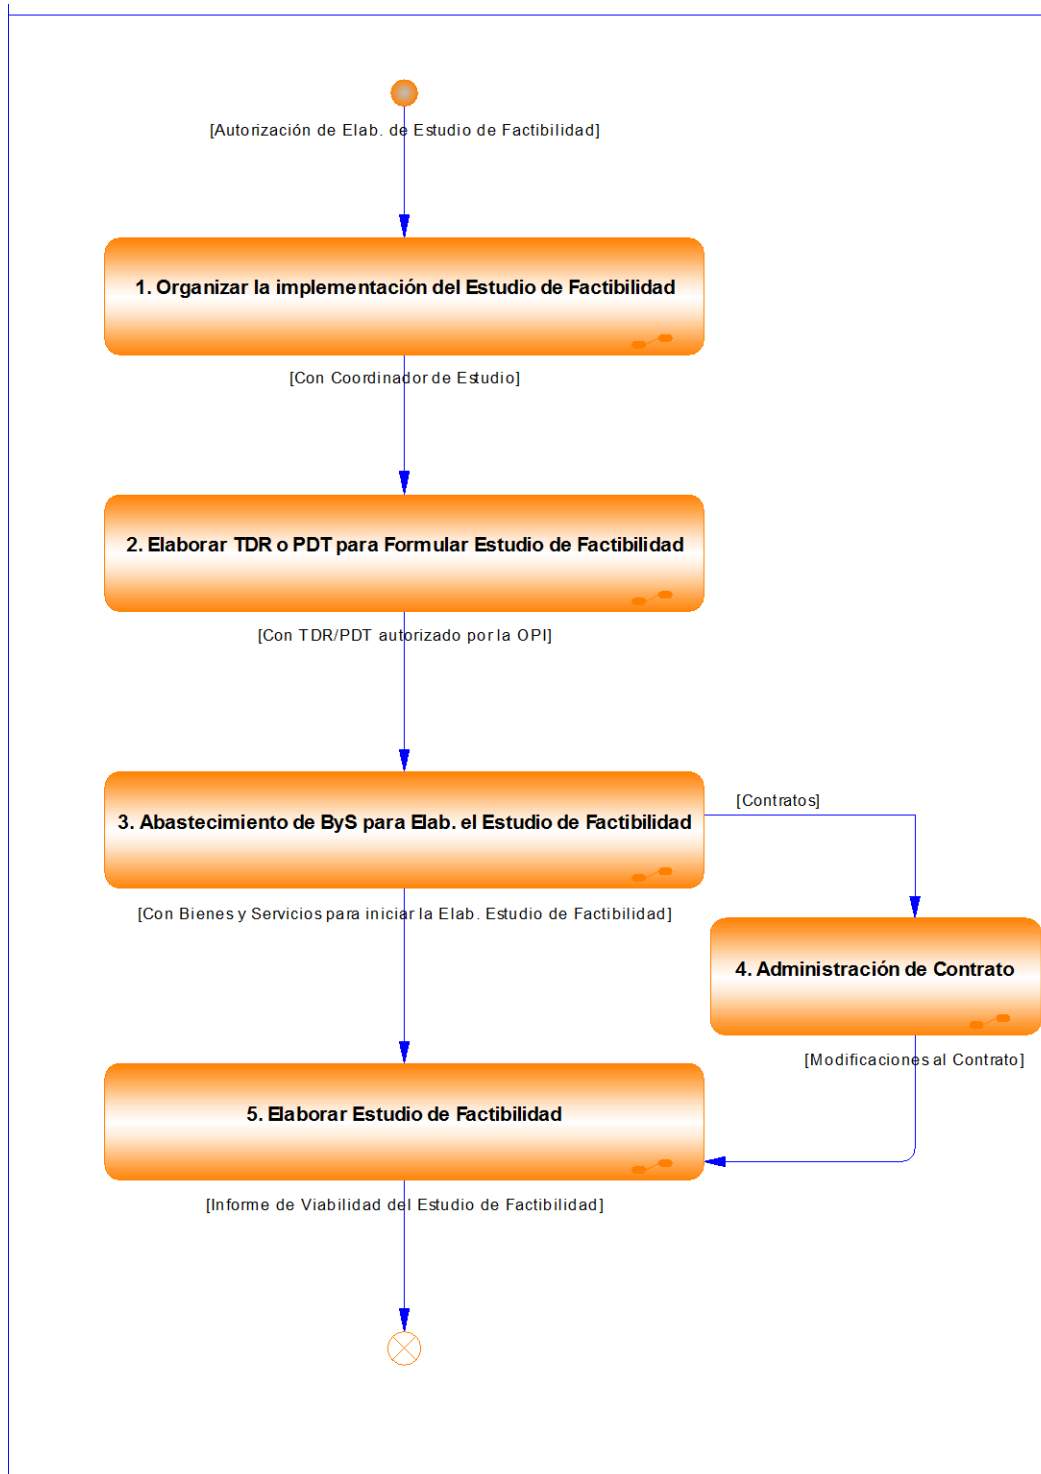 [Autorización de Elab. de Estudio de Factibilidad]
1. Organizar la implementación del Estudio de Factibilidad
[Con Coordinador de Estudio]
2. Elaborar TDR o PDT para Formular Estudio de Factibilidad
[Con TDR/PDT autorizado por la OPI]
3. Abastecimiento de ByS para Elab. el Estudio de Factibilidad
[Contratos]
[Con Bienes y Servicios para iniciar la Elab. Estudio de Factibilidad]
4. Administración de Contrato
[Modificaciones al Contrato]
5. Elaborar Estudio de Factibilidad
[Informe de Viabilidad del Estudio de Factibilidad]